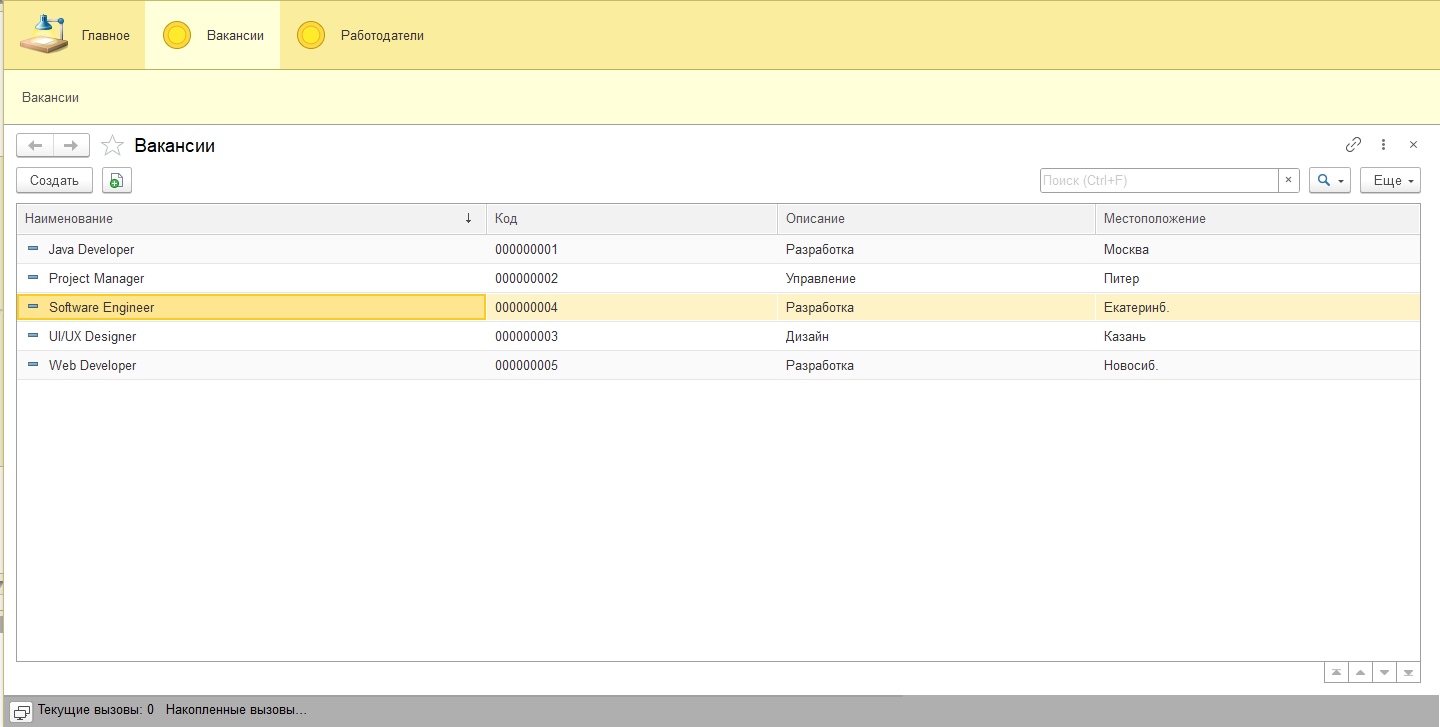 Главное Вакансии Работодатели
Вакансии
Вакансии
Создать Поиск (Ctrl+F) × Еще
Наименование ↓ Код Описание Местоположение
Java Developer 000000001 Разработка Москва
Project Manager 000000002 Управление Питер
Software Engineer 000000004 Разработка Екатеринб.
UI/UX Designer 000000003 Дизайн Казань
Web Developer 000000005 Разработка Новосиб.
Текущие вызовы: 0 Накопленные вызовы...